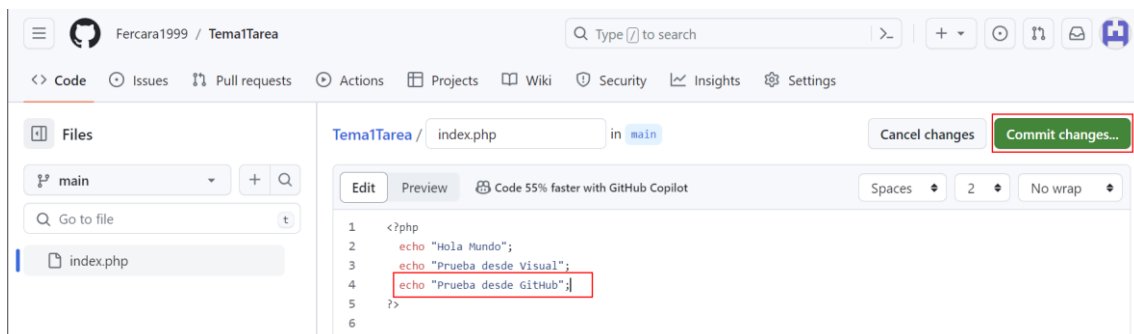 Fercara1999 / Tema1Tarea
Type / to search
Code Issues Pull requests Actions Projects Wiki Security Insights Settings
Files
Tema1Tarea / index.php in main
Cancel changes
Commit changes...
main
Edit Preview Code 55% faster with GitHub Copilot
Spaces 2 No wrap
Go to file t
index.php
1 <?php
2 echo "Hola Mundo";
3 echo "Prueba desde Visual";
4 echo "Prueba desde GitHub";
5 ?>
6